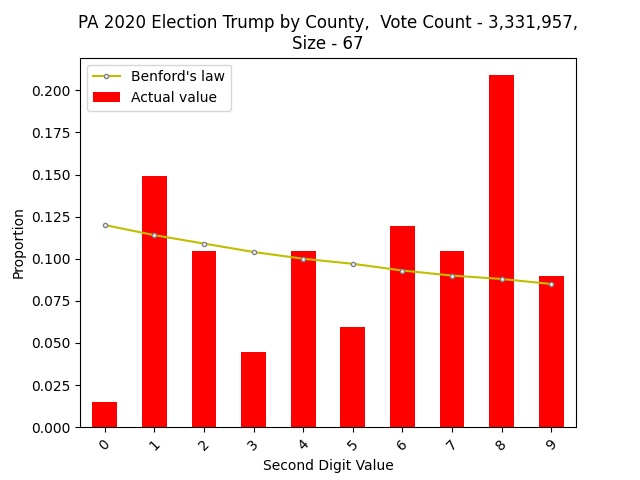 PA 2020 Election Trump by County,  Vote Count - 3,331,957,
Size - 67
Benford's law
Actual value
0.200
0.175
0.150
0.125
0.100
0.075
0.050
0.025
0.000
Proportion
0 1 2 3 4 5 6 7 8 9
Second Digit Value